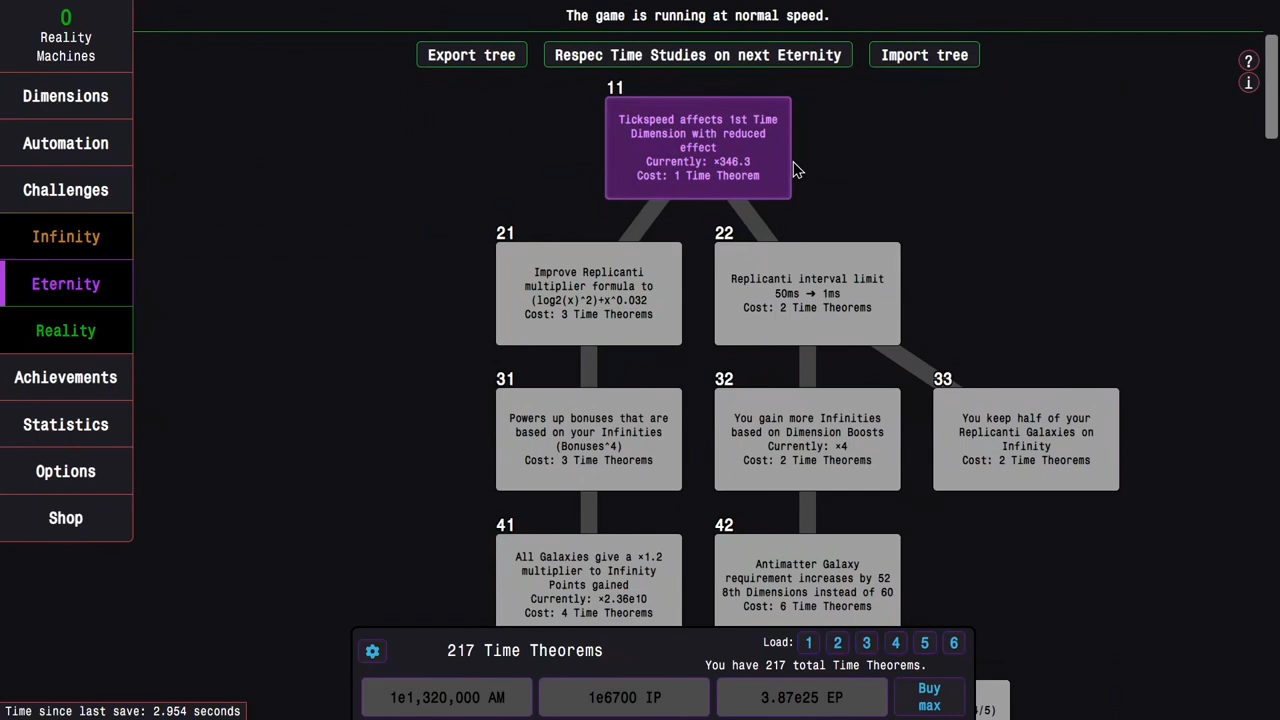 0
Reality
Machines
Dimensions
Automation
Challenges
Infinity
Eternity
Reality
Achievements
Statistics
Options
Shop
The game is running at normal speed.
Export tree
Respec Time Studies on next Eternity
Import tree
?
i
11
Tickspeed affects 1st Time
Dimension with reduced
effect
Currently: ×346.3
Cost: 1 Time Theorem
21
Improve Replicanti
multiplier formula to
(log2(x)^2)+x^0.032
Cost: 3 Time Theorems
22
Replicanti interval limit
50ms ➜ 1ms
Cost: 2 Time Theorems
31
Powers up bonuses that are
based on your Infinities
(Bonuses^4)
Cost: 3 Time Theorems
32
You gain more Infinities
based on Dimension Boosts
Currently: ×4
Cost: 2 Time Theorems
33
You keep half of your
Replicanti Galaxies on
Infinity
Cost: 2 Time Theorems
41
All Galaxies give a ×1.2
multiplier to Infinity
Points gained
Currently: ×2.36e10
Cost: 4 Time Theorems
42
Antimatter Galaxy
requirement increases by 52
8th Dimensions instead of 60
Cost: 6 Time Theorems
217 Time Theorems
Load: 1 2 3 4 5 6
You have 217 total Time Theorems.
1e1,320,000 AM
1e6700 IP
3.87e25 EP
Buy
max
/5)
Time since last save: 2.954 seconds